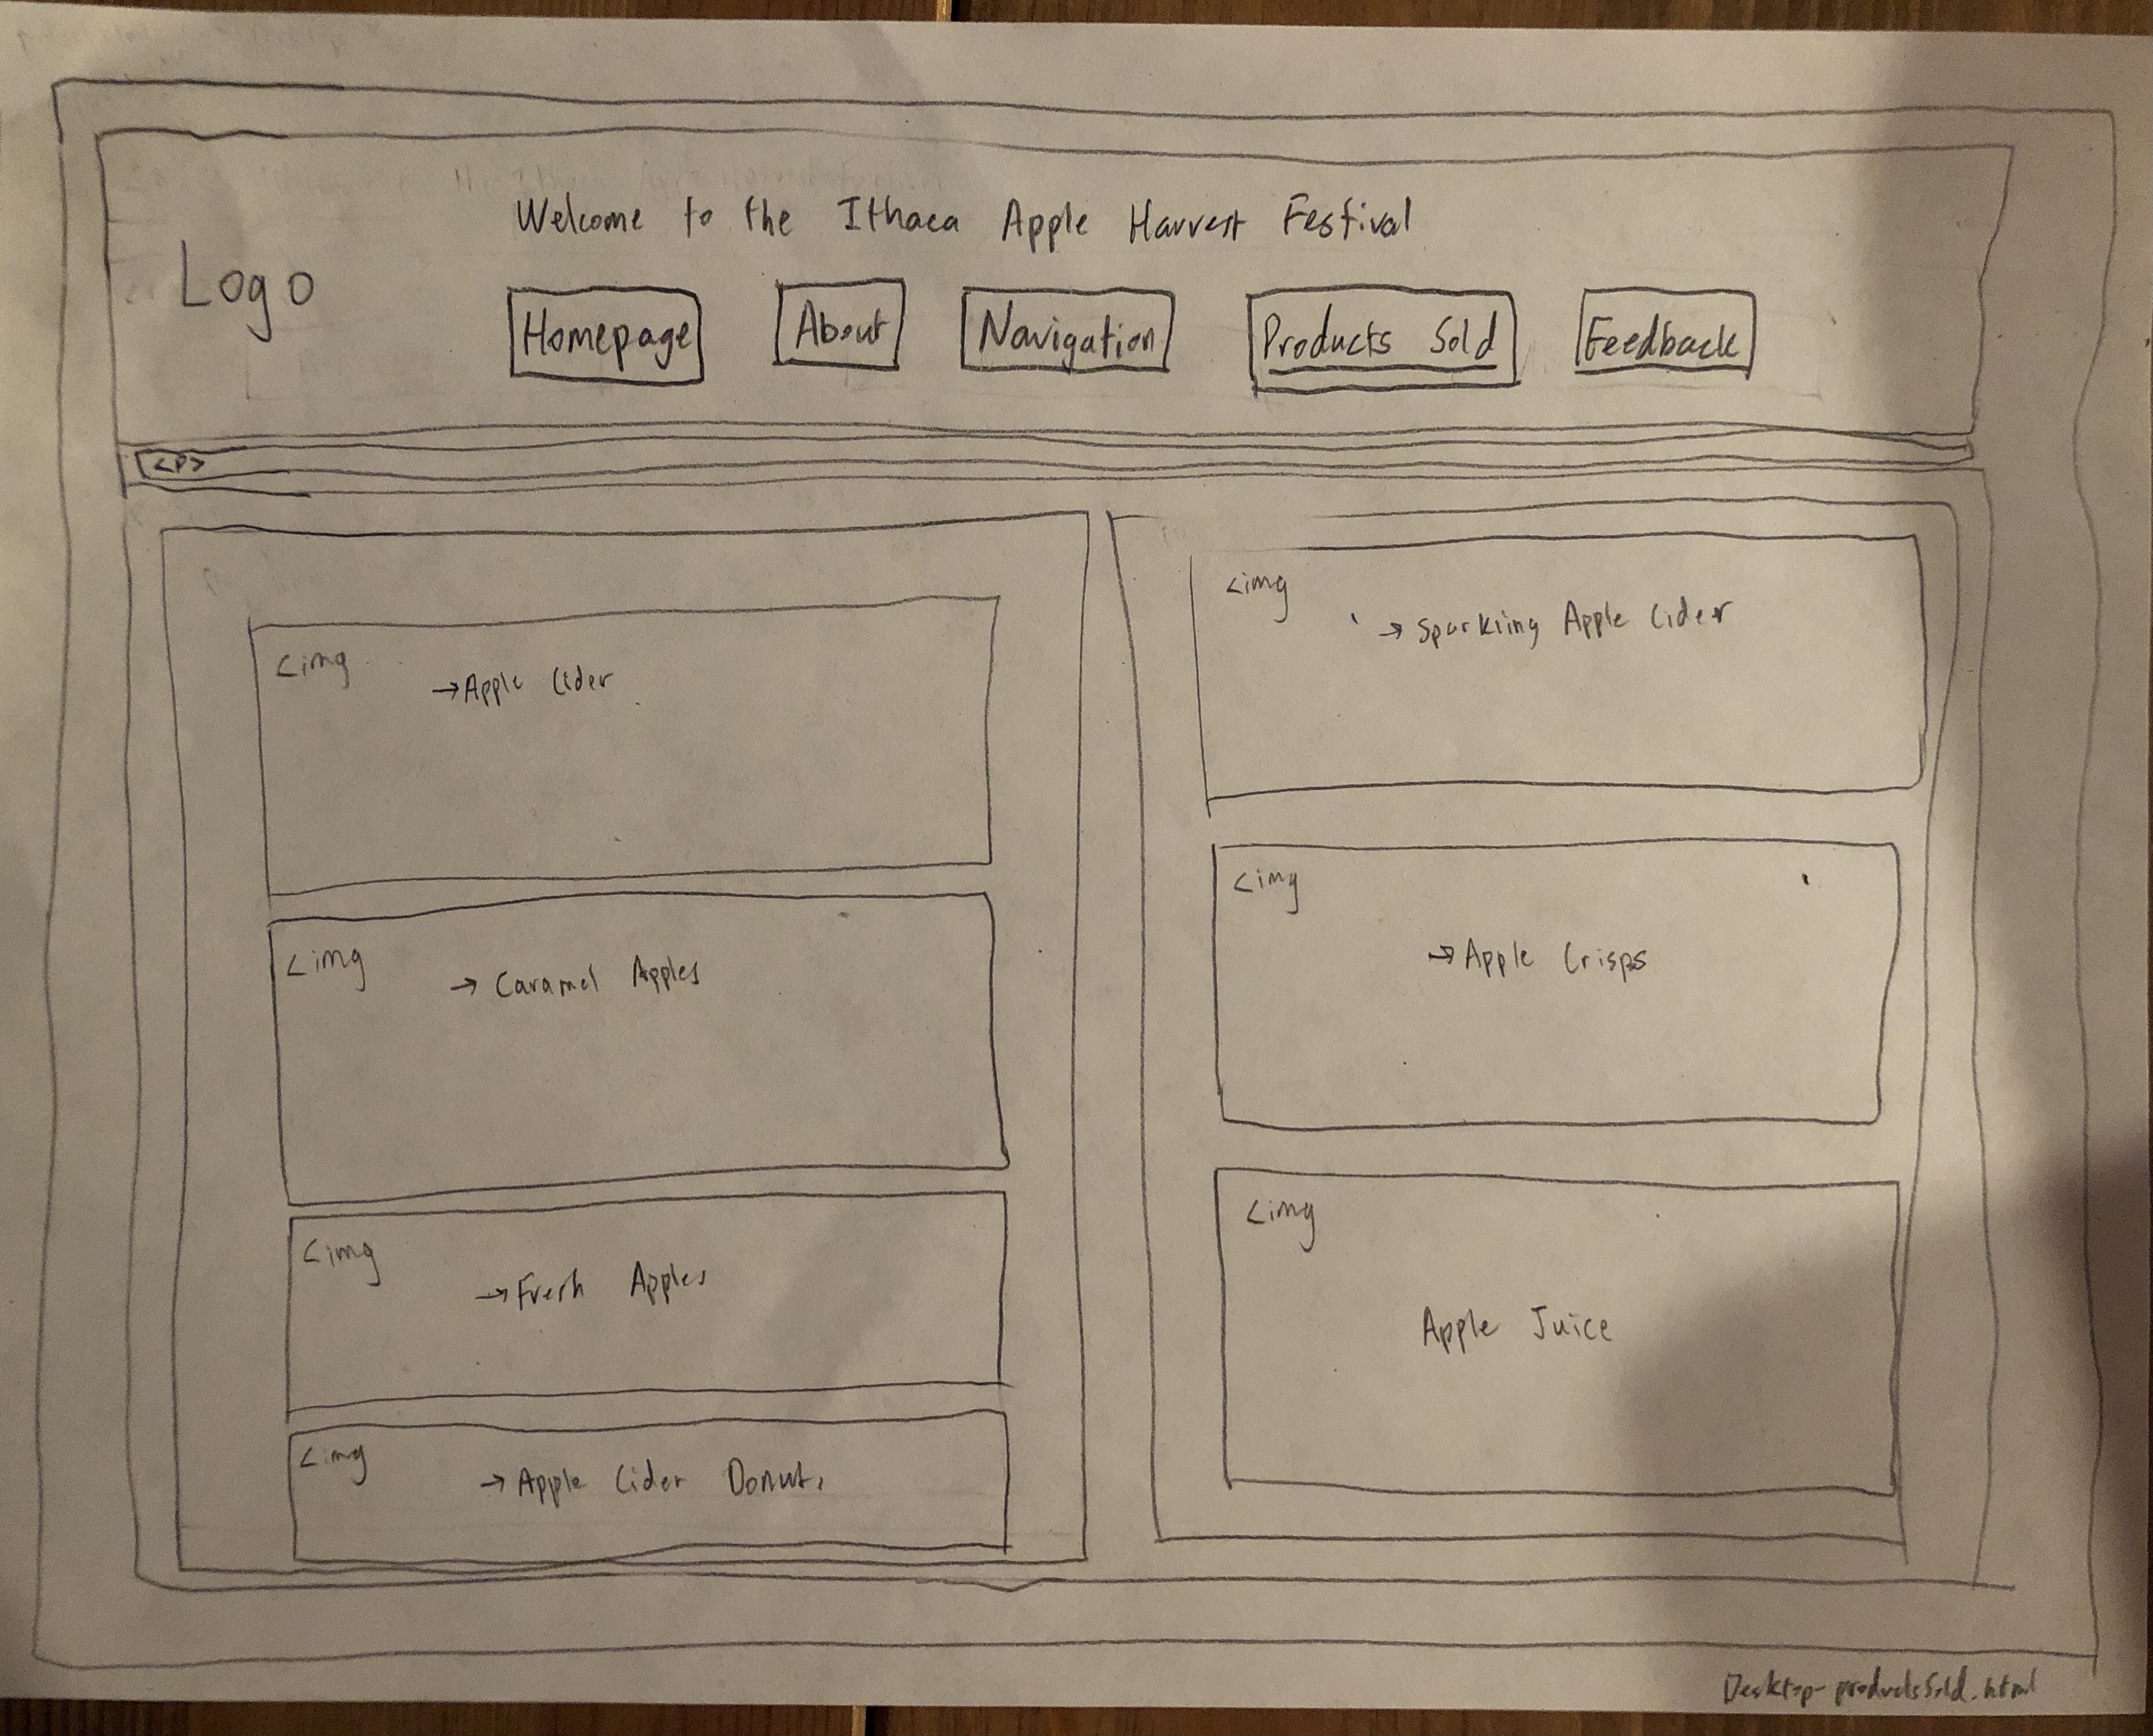 Welcome to the Ithaca Apple Harvest Festival
Logo
Homepage About Navigation Products Sold Feedback
<P>
<img
→ Apple Cider
<img
→ Caramel Apples
<img
→ Fresh Apples
<img
→ Apple Cider Donuts
<img
→ Sparkling Apple Cider
<img
→ Apple Crisps
<img
Apple Juice
Desktop-productsSold.html